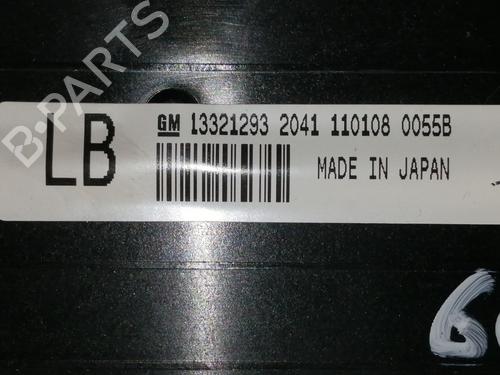 B-PARTS
LB
GM 13321293 2041 110108 0055B
MADE IN JAPAN